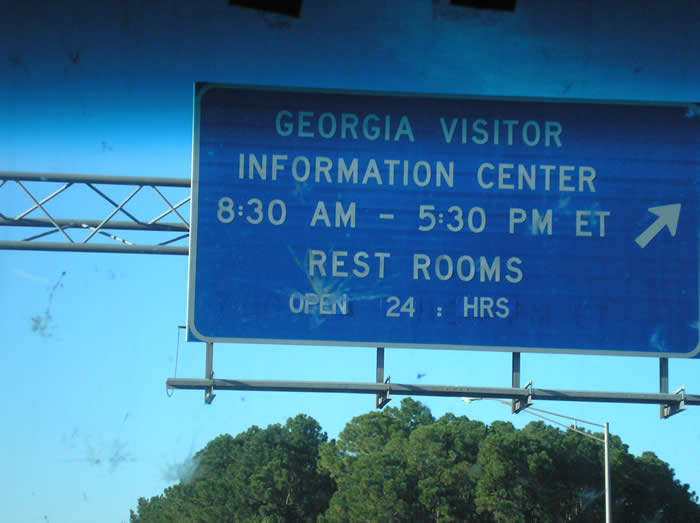 GEORGIA VISITOR
INFORMATION CENTER
8:30 AM - 5:30 PM ET
REST ROOMS
OPEN 24 : HRS